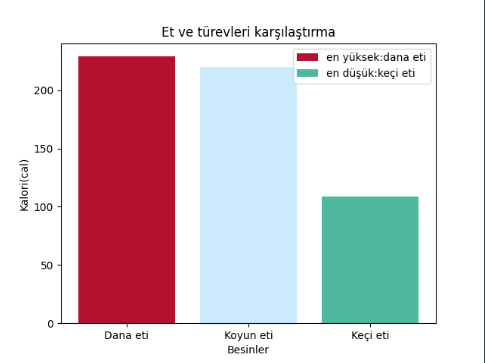 Et ve türevleri karşılaştırma
en yüksek:dana eti
en düşük:keçi eti
Kalori(cal)
200
150
100
50
0
Dana eti Koyun eti Keçi eti
Besinler